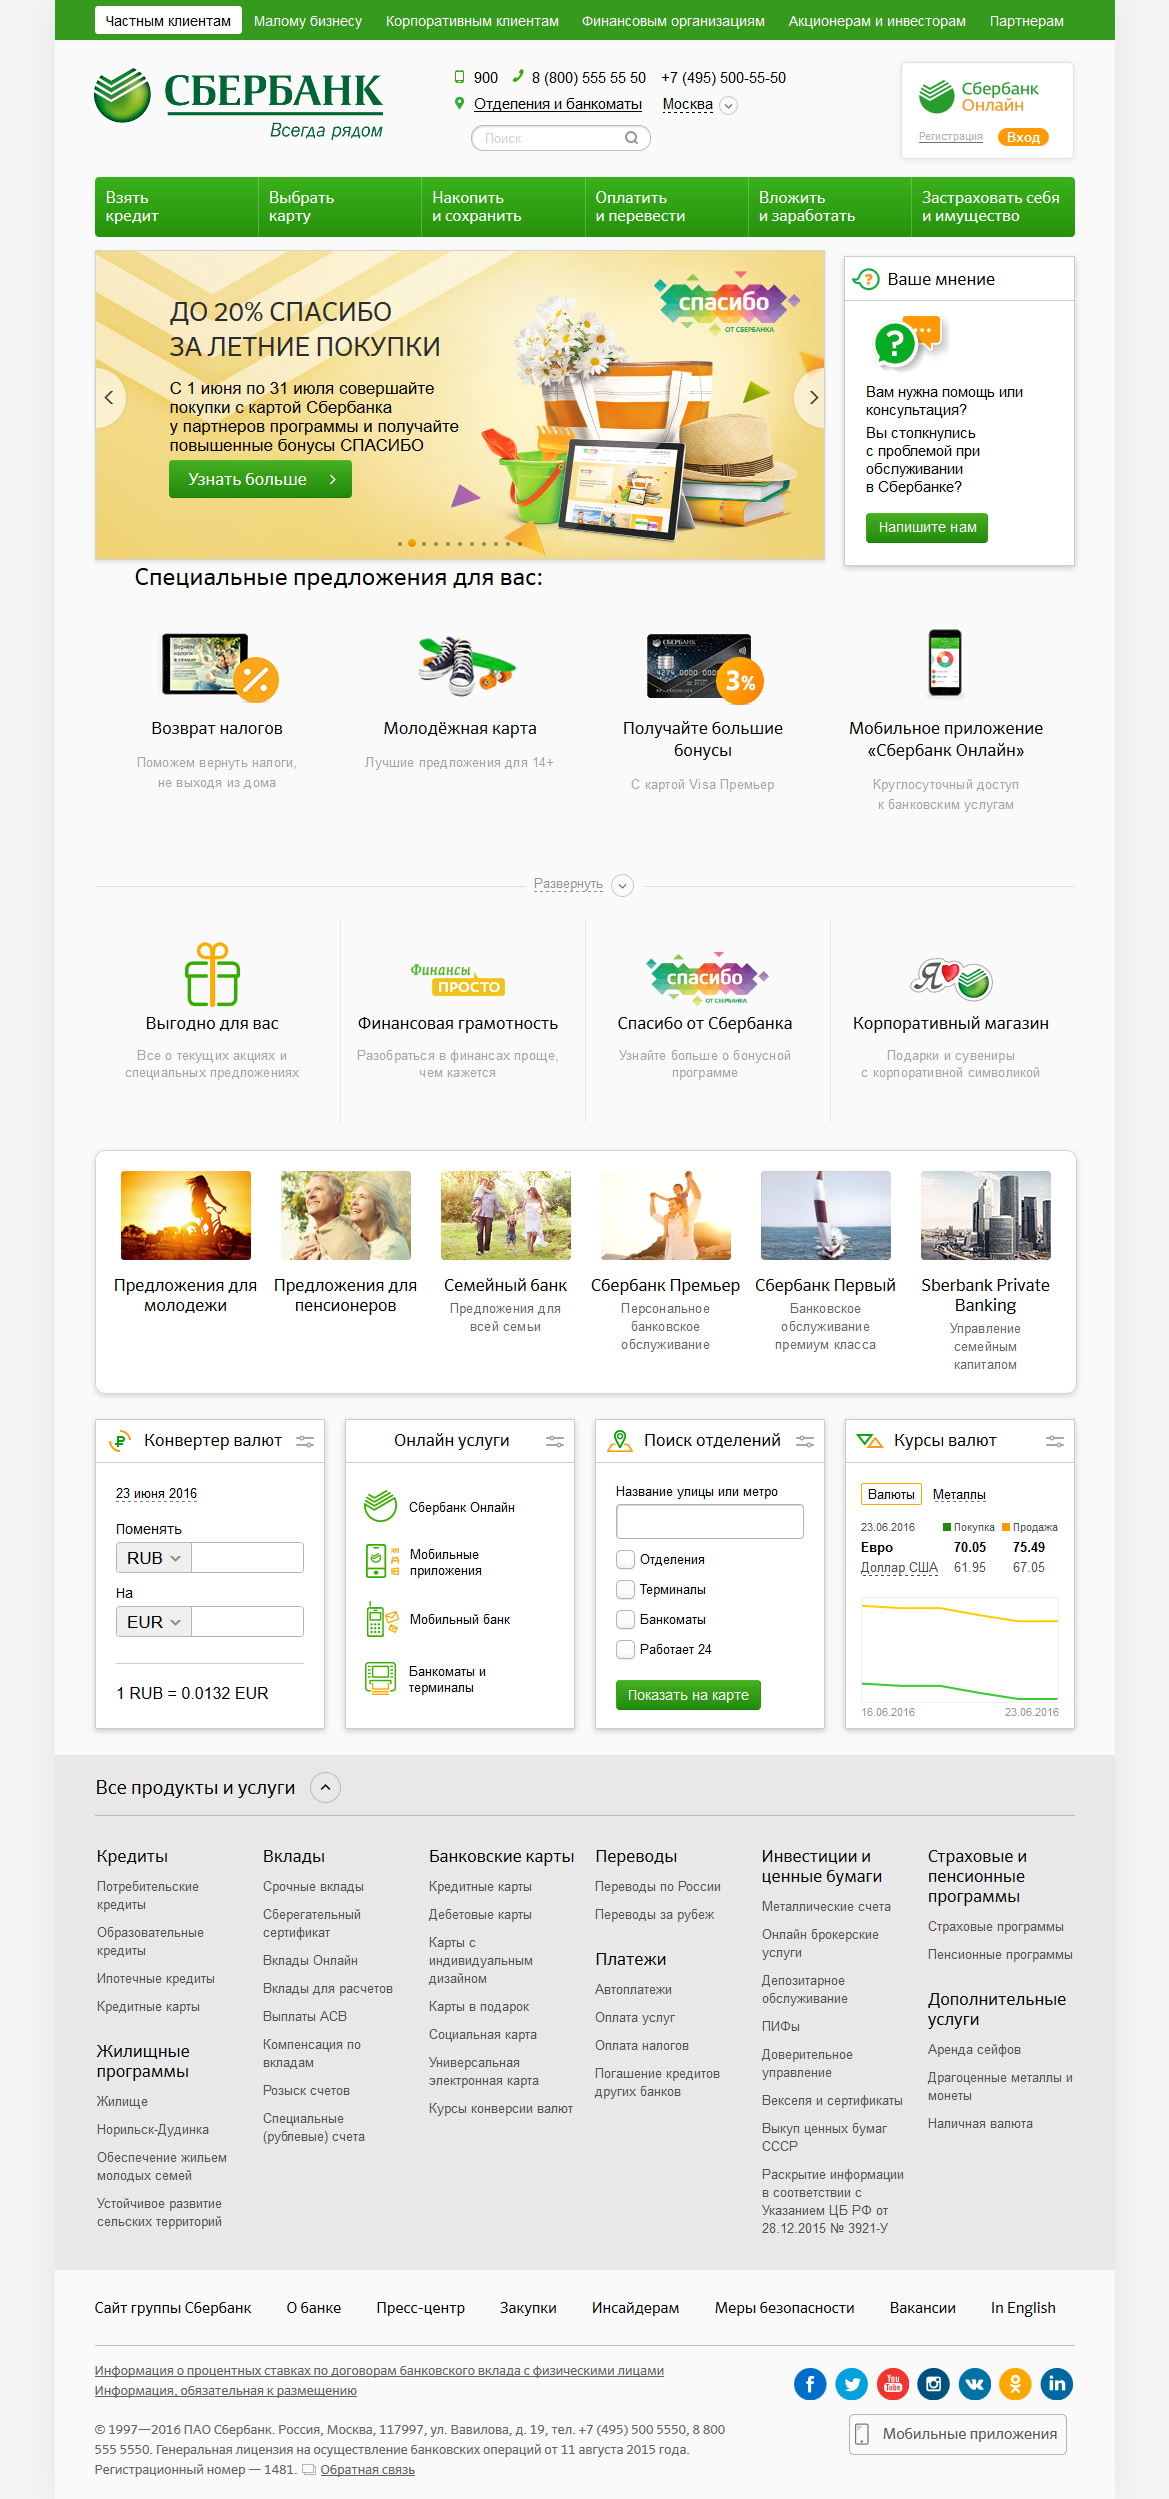 Частным клиентам
Малому бизнесу
Корпоративным клиентам
Финансовым организациям
Акционерам и инвесторам
Партнерам
СБЕРБАНК
Всегда рядом
900
8 (800) 555 55 50
+7 (495) 500-55-50
Отделения и банкоматы
Москва
Поиск
Сбербанк
Онлайн
Регистрация
Вход
Взять
кредит
Выбрать
карту
Накопить
и сохранить
Оплатить
и перевести
Вложить
и заработать
Застраховать себя
и имущество
ДО 20% СПАСИБО
ЗА ЛЕТНИЕ ПОКУПКИ
С 1 июня по 31 июля совершайте
покупки с картой Сбербанка
у партнеров программы и получайте
повышенные бонусы СПАСИБО
Узнать больше
спасибо
ОТ СБЕРБАНКА
Ваше мнение
Вам нужна помощь или
консультация?
Вы столкнулись
с проблемой при
обслуживании
в Сбербанке?
Напишите нам
Специальные предложения для вас:
Возврат налогов
Поможем вернуть налоги,
не выходя из дома
Молодёжная карта
Лучшие предложения для 14+
СБЕРБАНК
3%
Получайте большие
бонусы
С картой Visa Премьер
Мобильное приложение
«Сбербанк Онлайн»
Круглосуточный доступ
к банковским услугам
Развернуть
Выгодно для вас
Все о текущих акциях и
специальных предложениях
Финансы
ПРОСТО
Финансовая грамотность
Разобраться в финансах проще,
чем кажется
спасибо
ОТ СБЕРБАНКА
Спасибо от Сбербанка
Узнайте больше о бонусной
программе
Я
Корпоративный магазин
Подарки и сувениры
с корпоративной символикой
Предложения для
молодежи
Предложения для
пенсионеров
Семейный банк
Предложения для
всей семьи
Сбербанк Премьер
Персональное
банковское
обслуживание
Сбербанк Первый
Банковское
обслуживание
премиум класса
Sberbank Private
Banking
Управление
семейным
капиталом
Конвертер валют
23 июня 2016
Поменять
RUB
На
EUR
1 RUB = 0.0132 EUR
Онлайн услуги
Сбербанк Онлайн
Мобильные
приложения
Мобильный банк
Банкоматы и
терминалы
Поиск отделений
Название улицы или метро
Отделения
Терминалы
Банкоматы
Работает 24
Показать на карте
Курсы валют
Валюты
Металлы
23.06.2016
Покупка
Продажа
Евро 70.05 75.49
Доллар США 61.95 67.05
16.06.2016
23.06.2016
Все продукты и услуги
Кредиты
Потребительские
кредиты
Образовательные
кредиты
Ипотечные кредиты
Кредитные карты
Жилищные
программы
Жилище
Норильск-Дудинка
Обеспечение жильем
молодых семей
Устойчивое развитие
сельских территорий
Вклады
Срочные вклады
Сберегательный
сертификат
Вклады Онлайн
Вклады для расчетов
Выплаты АСВ
Компенсация по
вкладам
Розыск счетов
Специальные
(рублевые) счета
Банковские карты
Кредитные карты
Дебетовые карты
Карты с
индивидуальным
дизайном
Карты в подарок
Социальная карта
Универсальная
электронная карта
Курсы конверсии валют
Переводы
Переводы по России
Переводы за рубеж
Платежи
Автоплатежи
Оплата услуг
Оплата налогов
Погашение кредитов
других банков
Инвестиции и
ценные бумаги
Металлические счета
Онлайн брокерские
услуги
Депозитарное
обслуживание
ПИФы
Доверительное
управление
Векселя и сертификаты
Выкуп ценных бумаг
СССР
Раскрытие информации
в соответствии с
Указанием ЦБ РФ от
28.12.2015 № 3921-У
Страховые и
пенсионные
программы
Страховые программы
Пенсионные программы
Дополнительные
услуги
Аренда сейфов
Драгоценные металлы и
монеты
Наличная валюта
Сайт группы Сбербанк
О банке
Пресс-центр
Закупки
Инсайдерам
Меры безопасности
Вакансии
In English
Информация о процентных ставках по договорам банковского вклада с физическими лицами
Информация, обязательная к размещению
© 1997—2016 ПАО Сбербанк. Россия, Москва, 117997, ул. Вавилова, д. 19, тел. +7 (495) 500 5550, 8 800
555 5550. Генеральная лицензия на осуществление банковских операций от 11 августа 2015 года.
Регистрационный номер — 1481. Обратная связь
You
Tube
Мобильные приложения